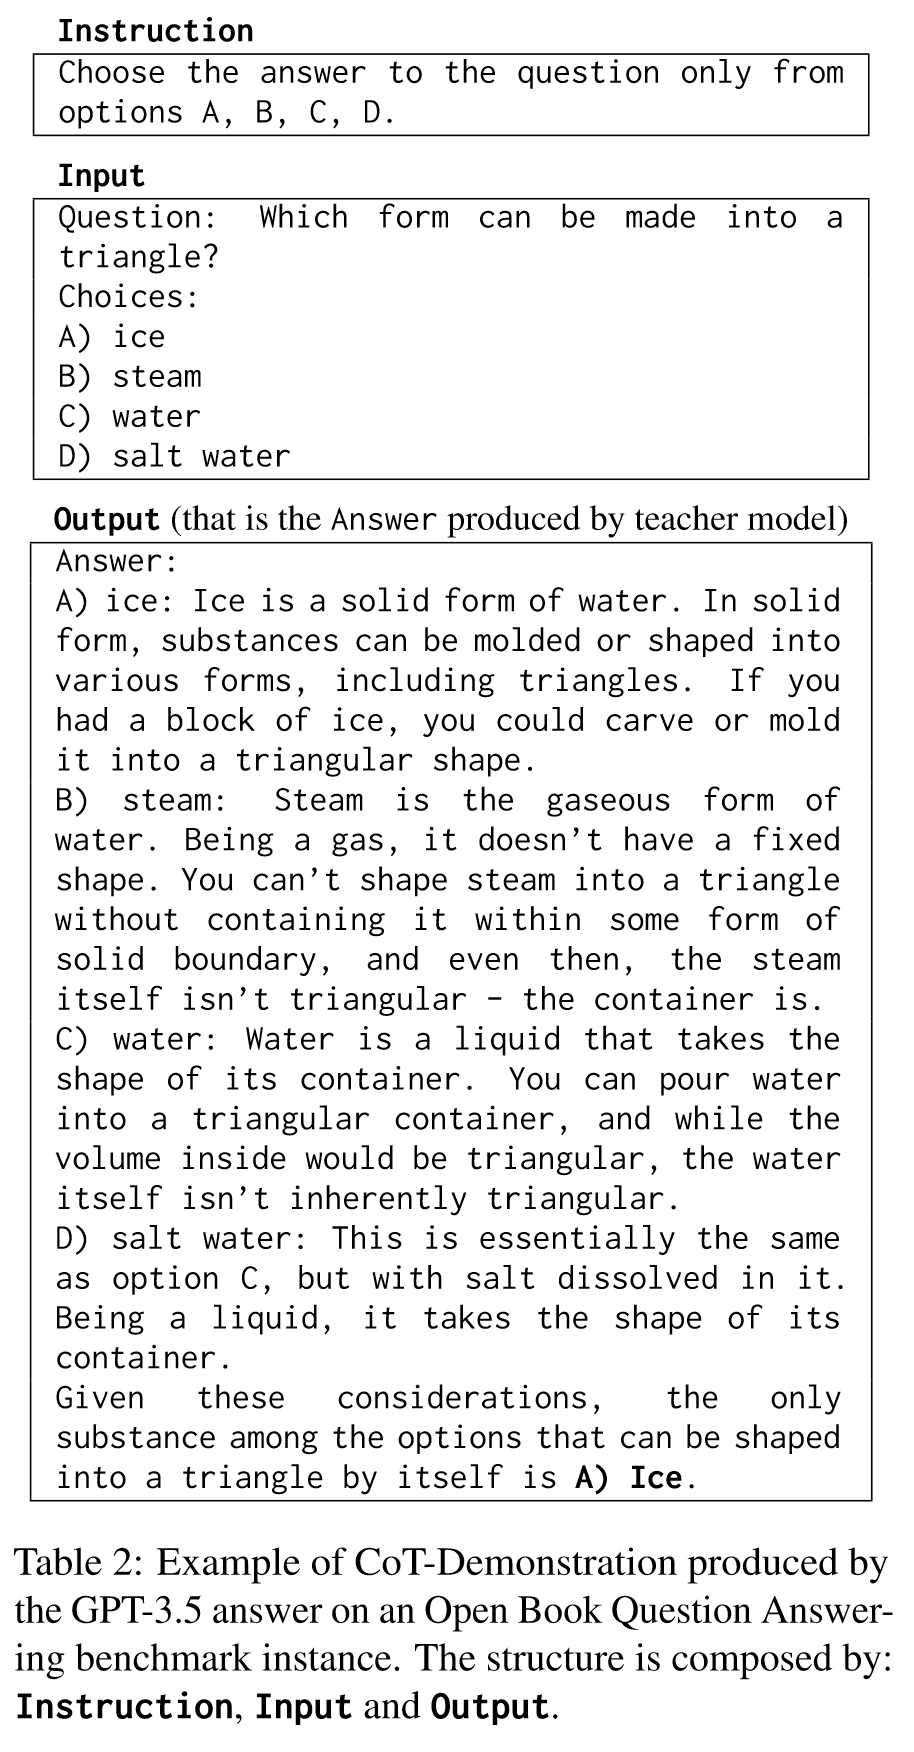 Instruction
Choose the answer to the question only from
options A, B, C, D.
Input
Question: Which form can be made into a
triangle?
Choices:
A) ice
B) steam
C) water
D) salt water
Output (that is the Answer produced by teacher model)
Answer:
A) ice: Ice is a solid form of water. In solid
form, substances can be molded or shaped into
various forms, including triangles. If you
had a block of ice, you could carve or mold
it into a triangular shape.
B) steam: Steam is the gaseous form of
water. Being a gas, it doesn't have a fixed
shape. You can't shape steam into a triangle
without containing it within some form of
solid boundary, and even then, the steam
itself isn't triangular – the container is.
C) water: Water is a liquid that takes the
shape of its container. You can pour water
into a triangular container, and while the
volume inside would be triangular, the water
itself isn't inherently triangular.
D) salt water: This is essentially the same
as option C, but with salt dissolved in it.
Being a liquid, it takes the shape of its
container.
Given these considerations, the only
substance among the options that can be shaped
into a triangle by itself is A) Ice.
Table 2: Example of CoT-Demonstration produced by
the GPT-3.5 answer on an Open Book Question Answer-
ing benchmark instance. The structure is composed by:
Instruction, Input and Output.